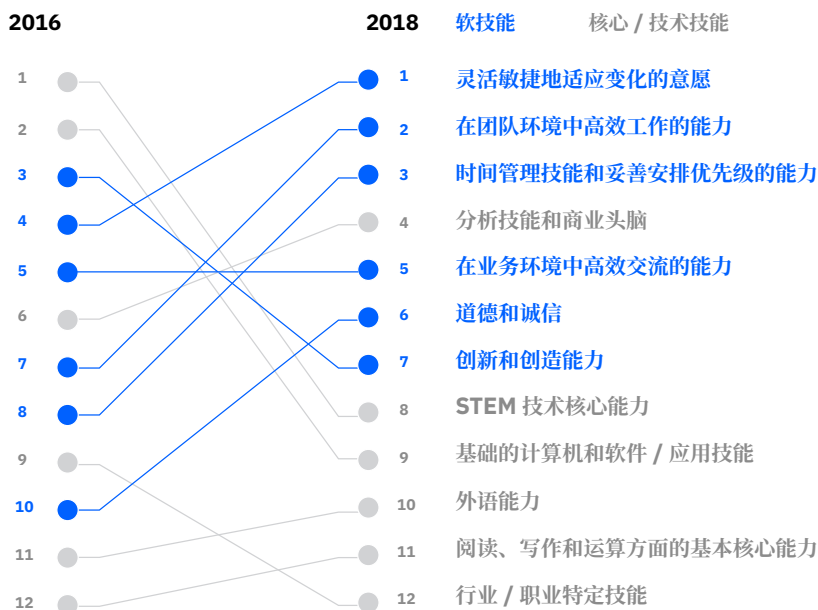 2016 2018 软技能 核心 / 技术技能
1 1 灵活敏捷地适应变化的意愿
2 2 在团队环境中高效工作的能力
3 3 时间管理技能和妥善安排优先级的能力
4 4 分析技能和商业头脑
5 5 在业务环境中高效交流的能力
6 6 道德和诚信
7 7 创新和创造能力
8 8 STEM 技术核心能力
9 9 基础的计算机和软件 / 应用技能
10 10 外语能力
11 11 阅读、写作和运算方面的基本核心能力
12 12 行业 / 职业特定技能